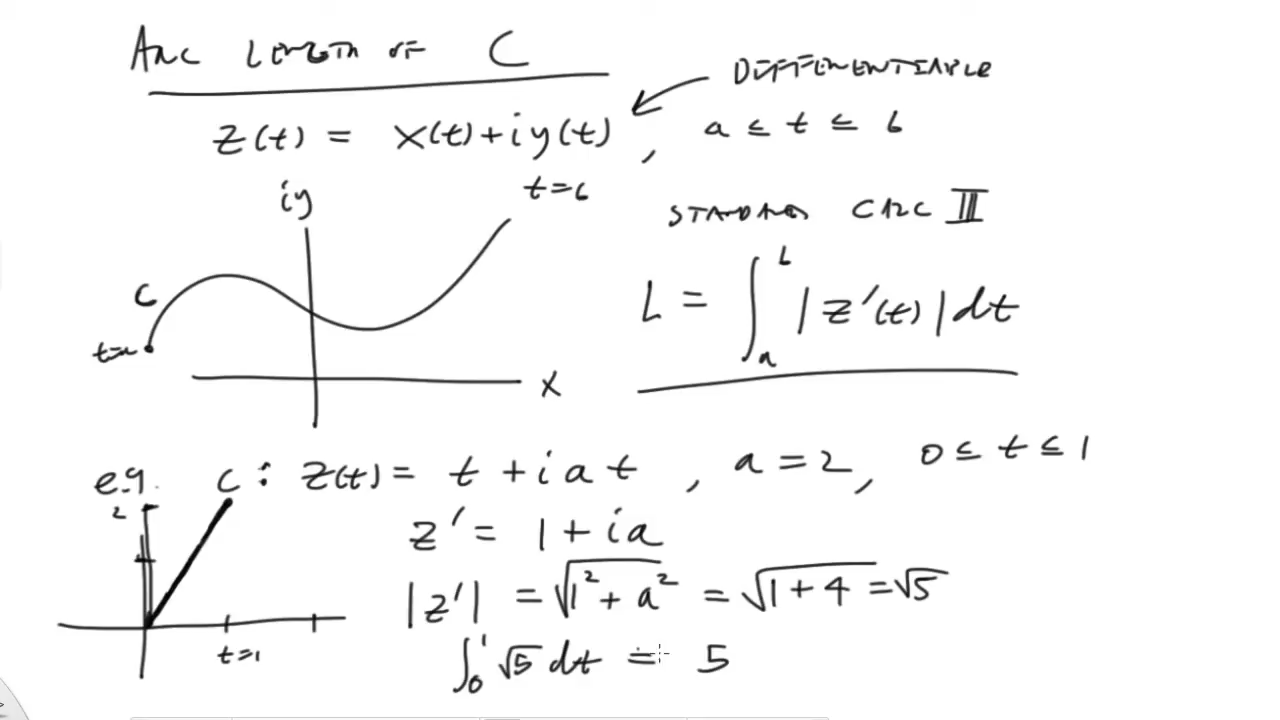 ARC LENGTH OF C
DIFFERENTIABLE
z(t) = x(t)+iy(t), a ≤ t ≤ b
iy
t=b
STANDARD CALC III
C
L = ∫_a^b |z'(t)|dt
t=a
x
e.g. C: z(t) = t + iat, a=2, 0 ≤ t ≤ 1
2
z' = 1+ia
|z'| = √(1²+a²) = √(1+4) = √5
t=1
∫_0^1 √5 dt = 5